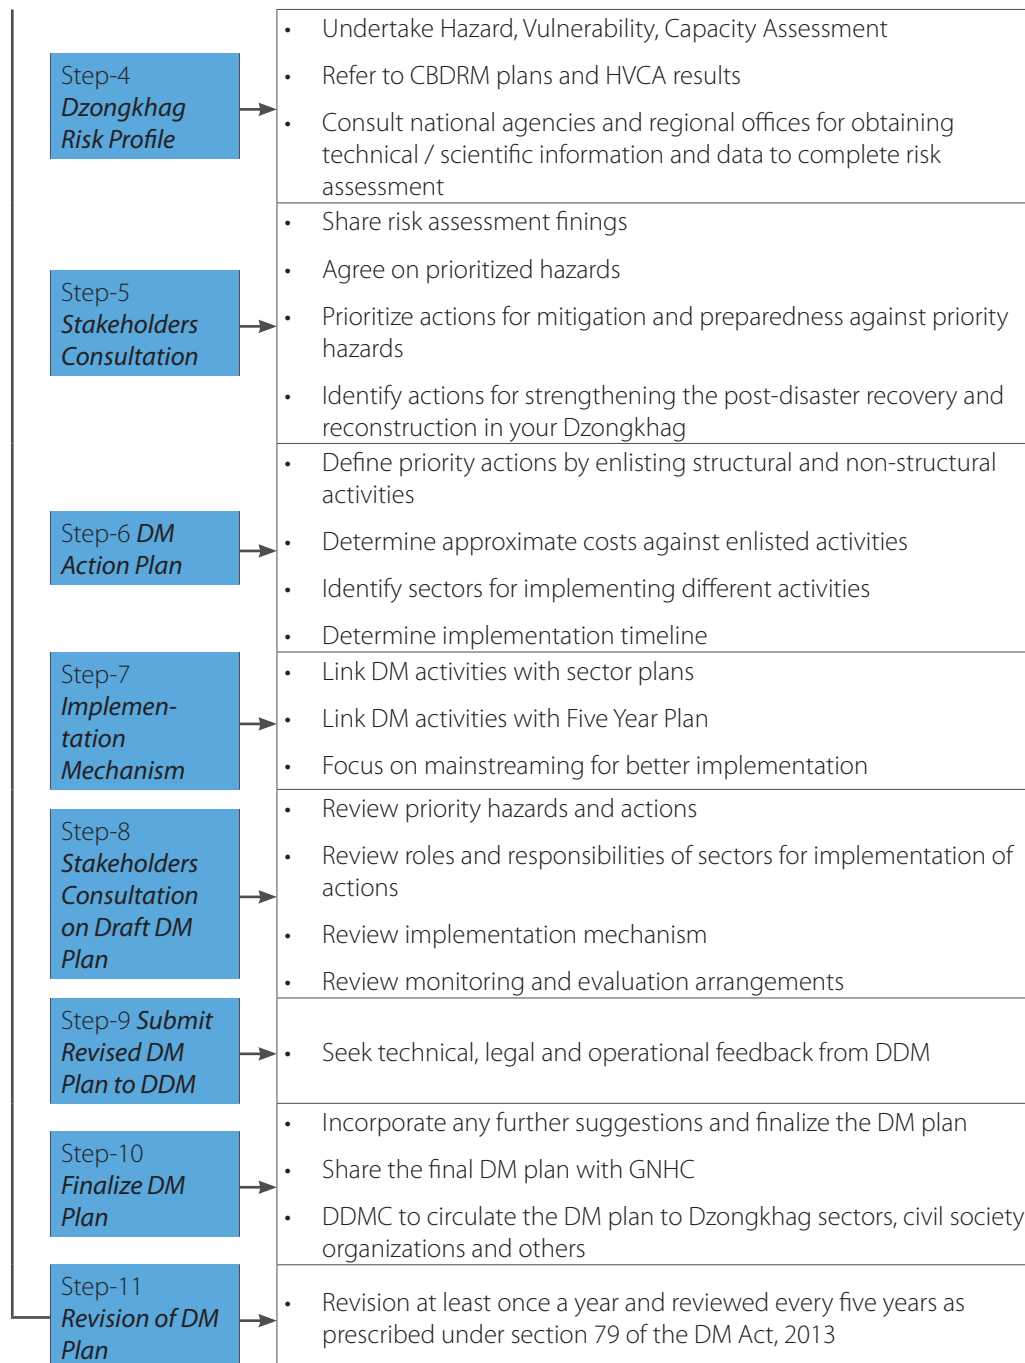 • Undertake Hazard, Vulnerability, Capacity Assessment
Step-4
Dzongkhag
Risk Profile
• Refer to CBDRM plans and HVCA results
• Consult national agencies and regional offices for obtaining
technical / scientific information and data to complete risk
assessment
Step-5
Stakeholders
Consultation
• Share risk assessment finings
• Agree on prioritized hazards
• Prioritize actions for mitigation and preparedness against priority
hazards
• Identify actions for strengthening the post-disaster recovery and
reconstruction in your Dzongkhag
Step-6 DM
Action Plan
• Define priority actions by enlisting structural and non-structural
activities
• Determine approximate costs against enlisted activities
• Identify sectors for implementing different activities
• Determine implementation timeline
Step-7
Implemen-
tation
Mechanism
• Link DM activities with sector plans
• Link DM activities with Five Year Plan
• Focus on mainstreaming for better implementation
Step-8
Stakeholders
Consultation
on Draft DM
Plan
• Review priority hazards and actions
• Review roles and responsibilities of sectors for implementation of
actions
• Review implementation mechanism
• Review monitoring and evaluation arrangements
Step-9 Submit
Revised DM
Plan to DDM
• Seek technical, legal and operational feedback from DDM
Step-10
Finalize DM
Plan
• Incorporate any further suggestions and finalize the DM plan
• Share the final DM plan with GNHC
• DDMC to circulate the DM plan to Dzongkhag sectors, civil society
organizations and others
Step-11
Revision of DM
Plan
• Revision at least once a year and reviewed every five years as
prescribed under section 79 of the DM Act, 2013